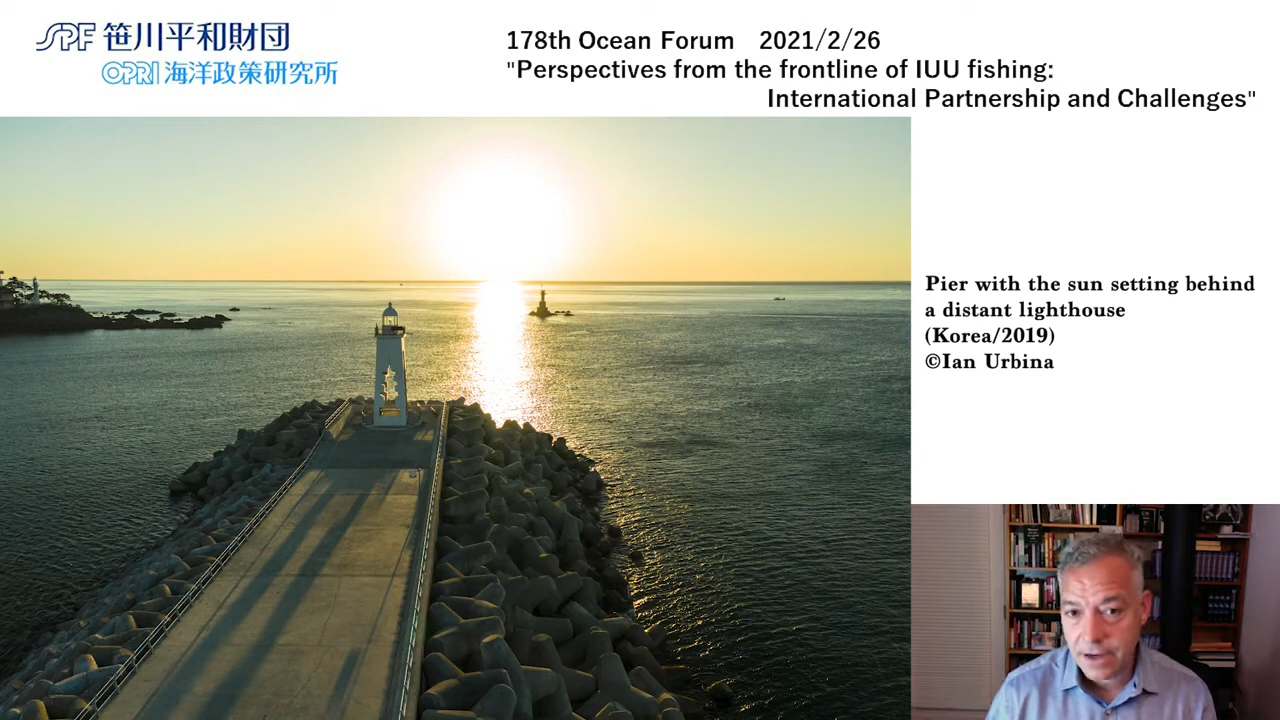 SPF 笹川平和財団
OPRI 海洋政策研究所
178th Ocean Forum 2021/2/26
"Perspectives from the frontline of IUU fishing:
International Partnership and Challenges"
Pier with the sun setting behind
a distant lighthouse
(Korea/2019)
©Ian Urbina